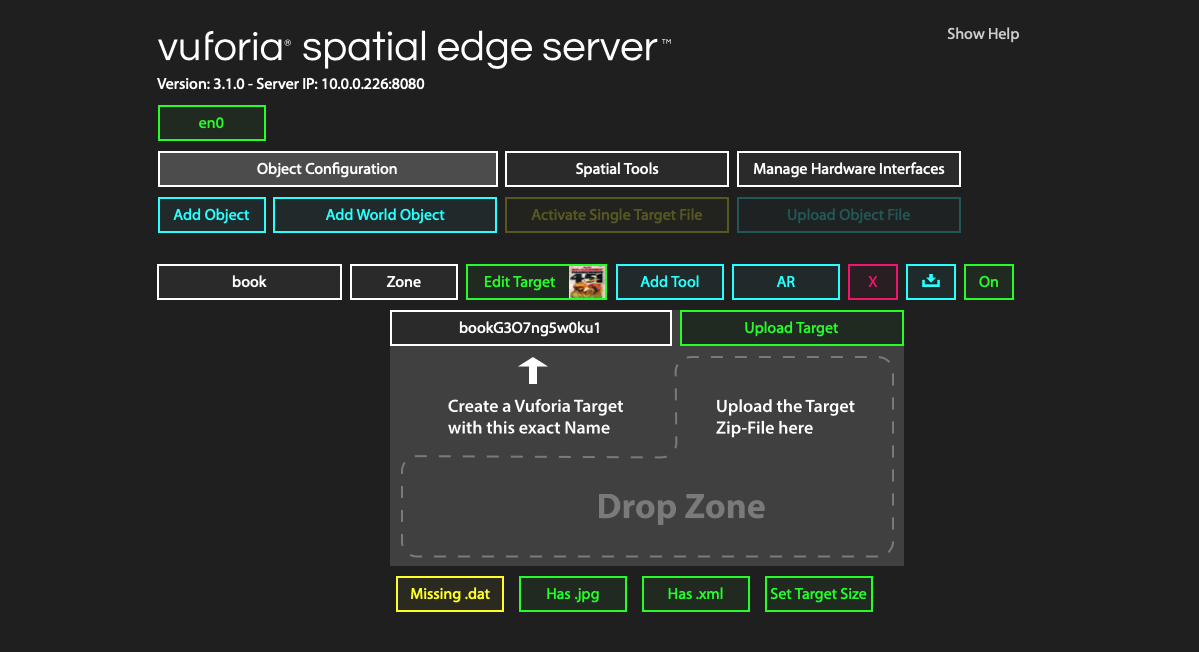 vuforia® spatial edge server™
Show Help
Version: 3.1.0 - Server IP: 10.0.0.226:8080
en0
Object Configuration
Spatial Tools
Manage Hardware Interfaces
Add Object
Add World Object
Activate Single Target File
Upload Object File
book
Zone
Edit Target
Add Tool
AR
X
On
bookG3O7ng5w0ku1
Upload Target
Create a Vuforia Target
with this exact Name
Upload the Target
Zip-File here
Drop Zone
Missing .dat
Has .jpg
Has .xml
Set Target Size